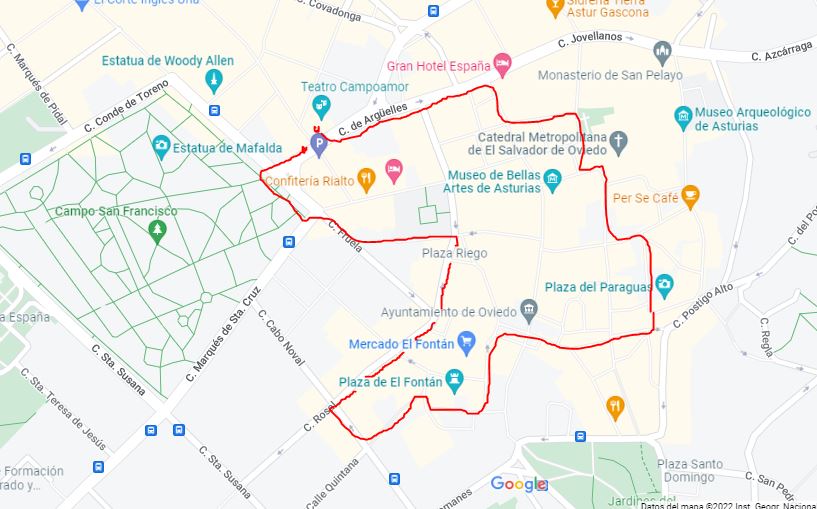 El Corte Inglés Uría
C. Covadonga
Sidrería Tierra
Astur Gascona
C. Jovellanos
C. Azcárraga
C. Marqués de Pidal
Estatua de Woody Allen
Gran Hotel España
Monasterio de San Pelayo
C. Conde de Toreno
Teatro Campoamor
C. de Argüelles
Museo Arqueológico
de Asturias
P
Estatua de Mafalda
Catedral Metropolitana
de El Salvador de Oviedo
Confitería Rialto
Museo de Bellas
Artes de Asturias
Per Se Café
Campo San Francisco
C. Fruela
Plaza Riego
C. del Pos
Plaza del Paraguas
a España
C. Marqués de Sta. Cruz
Ayuntamiento de Oviedo
C. Postigo Alto
C. Cabo Noval
Mercado El Fontán
C. Regla
C. Sta. Susana
Plaza de El Fontán
C. Rosal
C. Sta. Teresa de Jesús
C. Sta. Susana
Calle Quintana
de Formación
rado y...
Plaza Santo
Domingo
C. San Pedr
Google
omanes
Jardines del
Datos del mapa ©2022 Inst. Geogr. Naciona